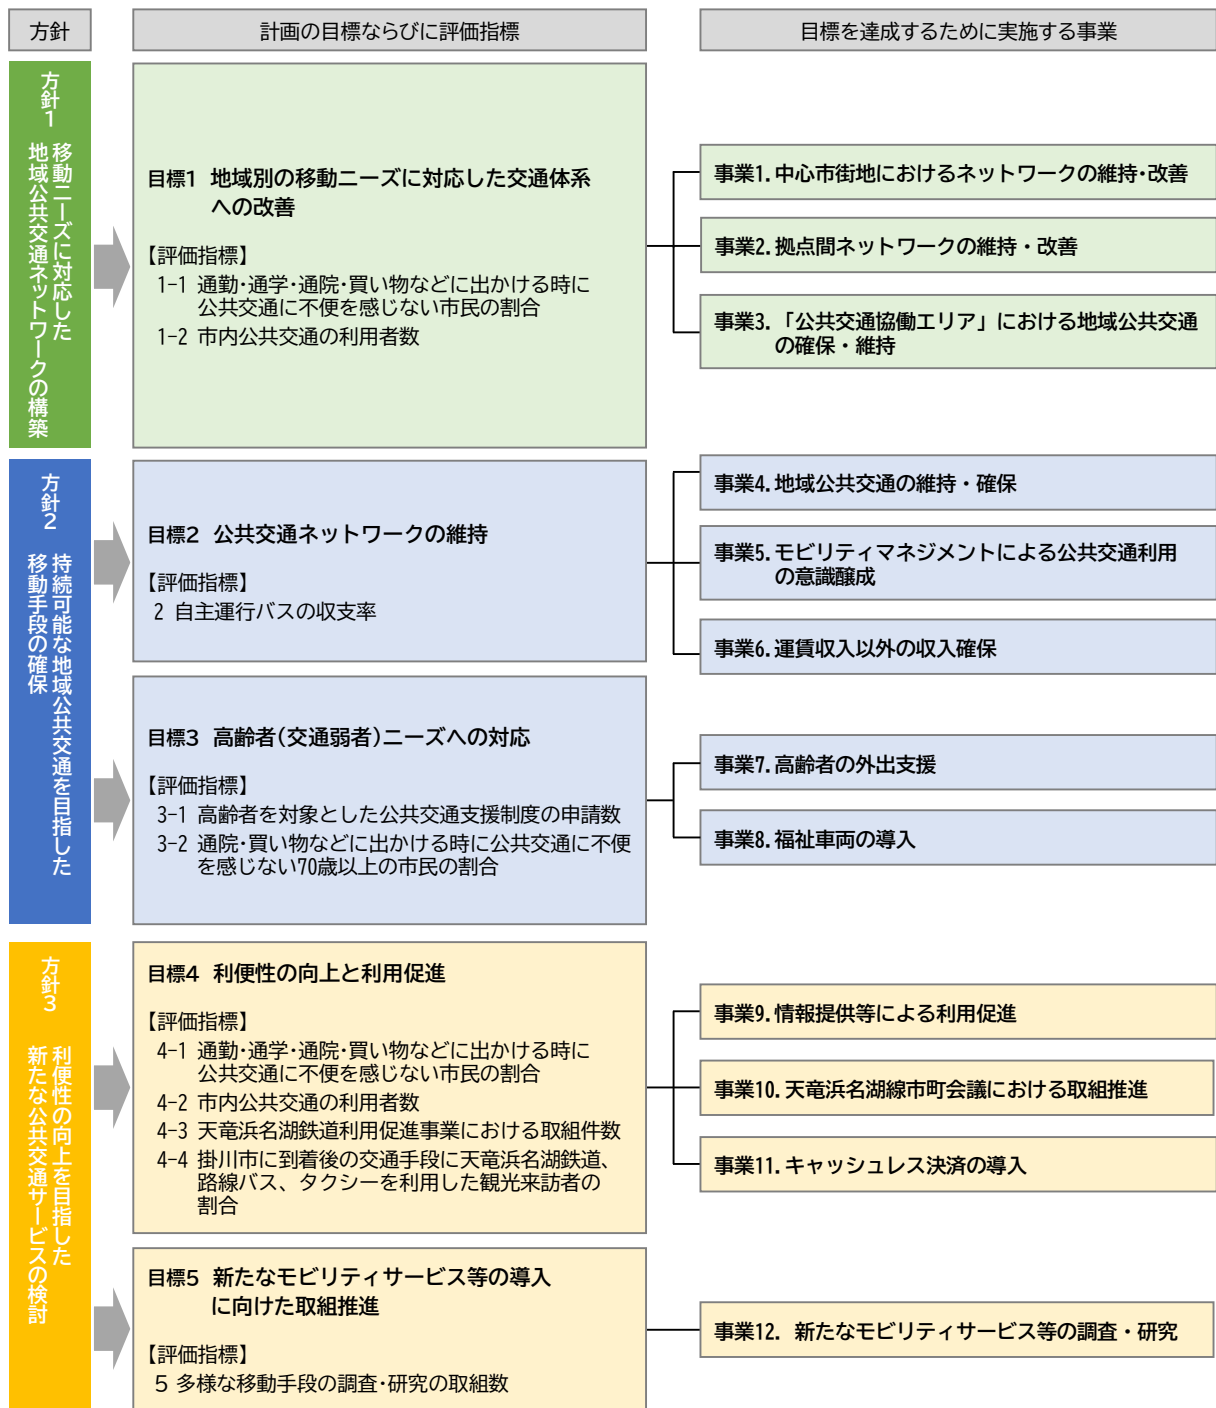 方針
計画の目標ならびに評価指標
目標を達成するために実施する事業
方針1　移動ニーズに対応した
地域公共交通ネットワークの構築
目標1 地域別の移動ニーズに対応した交通体系
への改善
【評価指標】
1-1 通勤・通学・通院・買い物などに出かける時に
公共交通に不便を感じない市民の割合
1-2 市内公共交通の利用者数
事業1.中心市街地におけるネットワークの維持・改善
事業2.拠点間ネットワークの維持・改善
事業3.「公共交通協働エリア」における地域公共交通
の確保・維持
方針2　持続可能な地域公共交通を目指した
移動手段の確保
目標2 公共交通ネットワークの維持
【評価指標】
2 自主運行バスの収支率
事業4.地域公共交通の維持・確保
事業5.モビリティマネジメントによる公共交通利用
の意識醸成
事業6.運賃収入以外の収入確保
目標3 高齢者(交通弱者)ニーズへの対応
【評価指標】
3-1 高齢者を対象とした公共交通支援制度の申請数
3-2 通院・買い物などに出かける時に公共交通に不便
を感じない70歳以上の市民の割合
事業7.高齢者の外出支援
事業8.福祉車両の導入
方針3　利便性の向上を目指した
新たな公共交通サービスの検討
目標4 利便性の向上と利用促進
【評価指標】
4-1 通勤・通学・通院・買い物などに出かける時に
公共交通に不便を感じない市民の割合
4-2 市内公共交通の利用者数
4-3 天竜浜名湖鉄道利用促進事業における取組件数
4-4 掛川市に到着後の交通手段に天竜浜名湖鉄道、
路線バス、タクシーを利用した観光来訪者の
割合
事業9.情報提供等による利用促進
事業10.天竜浜名湖線市町会議における取組推進
事業11.キャッシュレス決済の導入
目標5 新たなモビリティサービス等の導入
に向けた取組推進
【評価指標】
5 多様な移動手段の調査・研究の取組数
事業12. 新たなモビリティサービス等の調査・研究